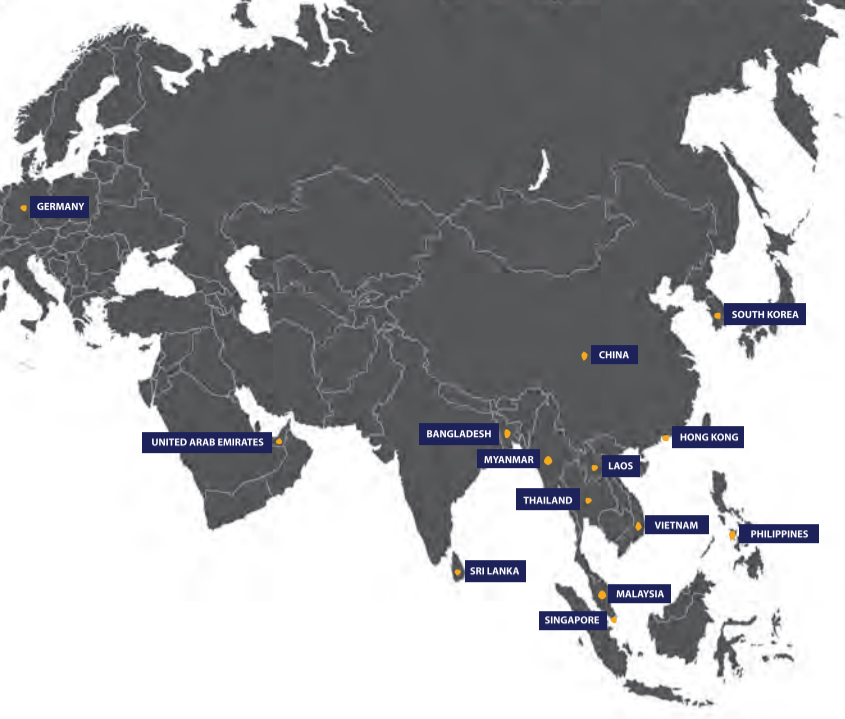 GERMANY
SOUTH KOREA
CHINA
BANGLADESH
HONG KONG
UNITED ARAB EMIRATES
MYANMAR
LAOS
THAILAND
VIETNAM
PHILIPPINES
SRI LANKA
MALAYSIA
SINGAPORE